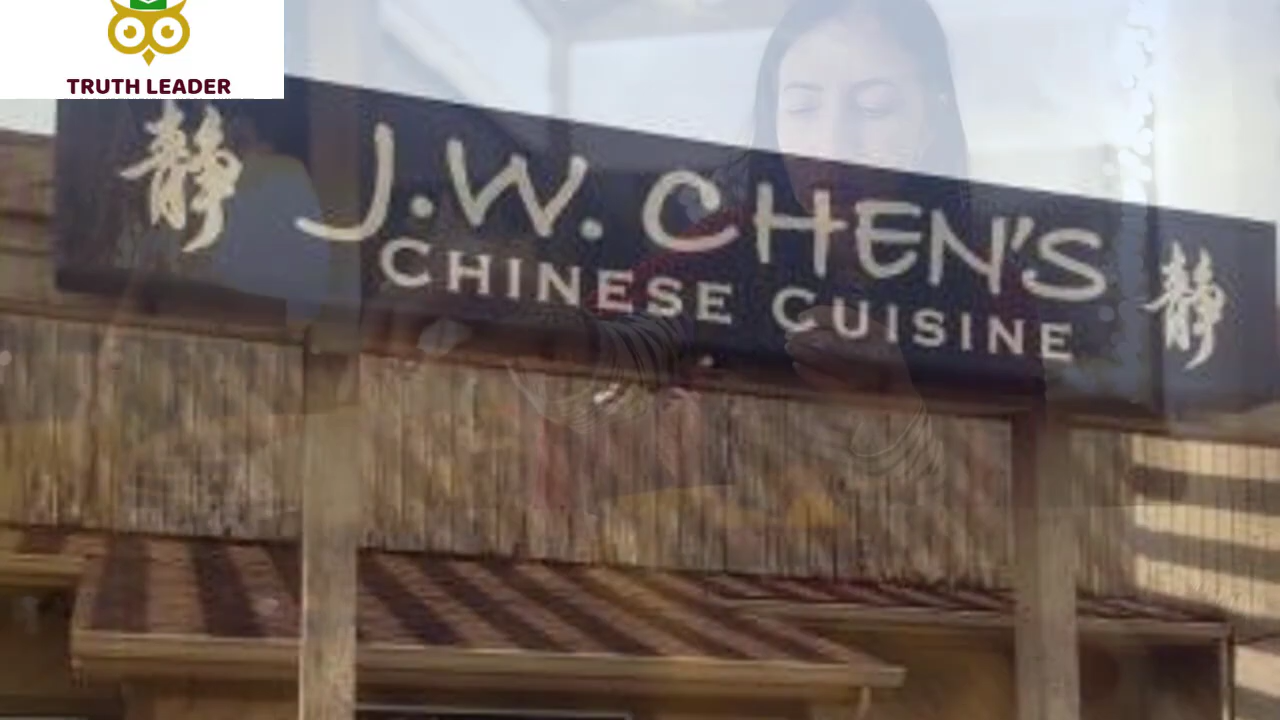 TRUTH LEADER
静 J.W. CHEN'S 静
CHINESE CUISINE